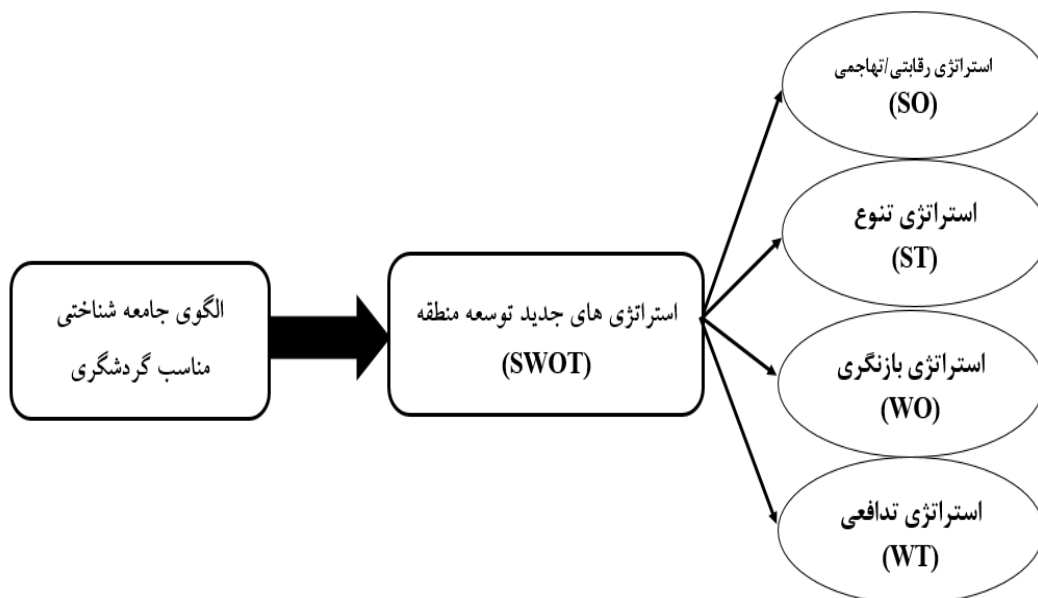 الگوی جامعه شناختی
مناسب گردشگری
استراتژی های جدید توسعه منطقه
(SWOT)
استراتژی رقابتی/تهاجمی
(SO)
استراتژی تنوع
(ST)
استراتژی بازنگری
(WO)
استراتژی تدافعی
(WT)